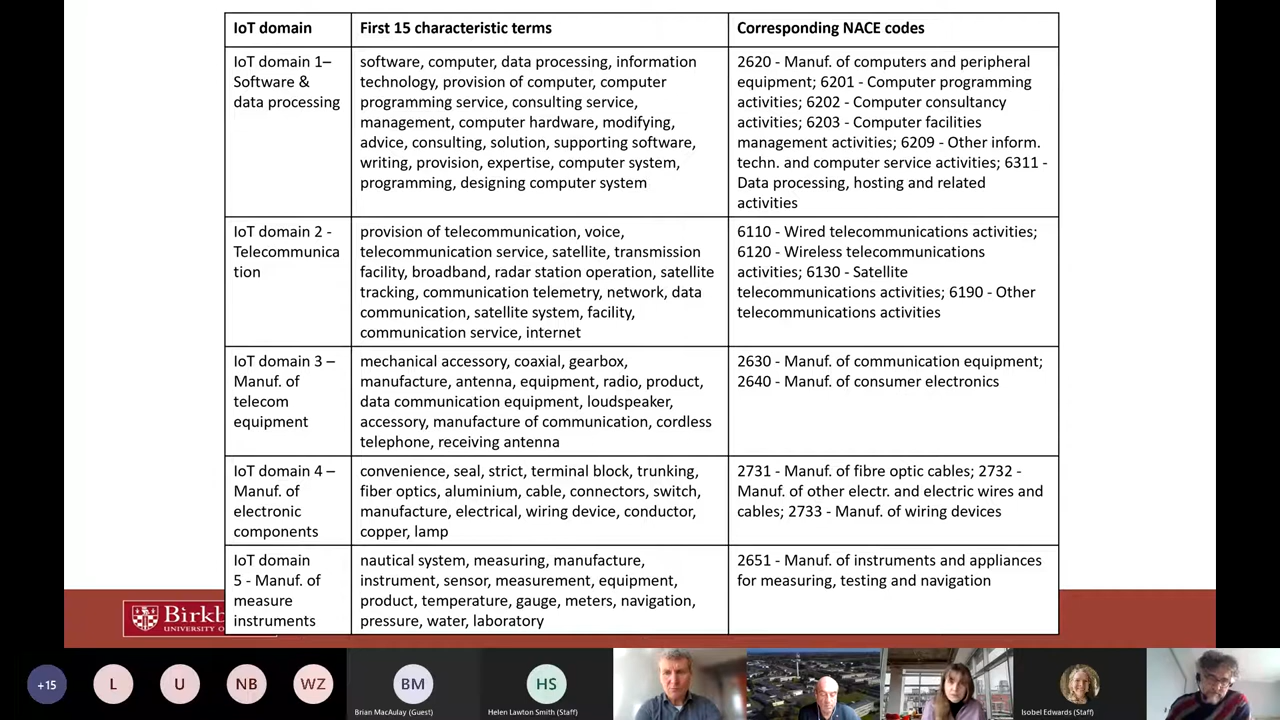 IoT domain
First 15 characteristic terms
Corresponding NACE codes
IoT domain 1–
Software &
data processing
software, computer, data processing, information
technology, provision of computer, computer
programming service, consulting service,
management, computer hardware, modifying,
advice, consulting, solution, supporting software,
writing, provision, expertise, computer system,
programming, designing computer system
2620 - Manuf. of computers and peripheral
equipment; 6201 - Computer programming
activities; 6202 - Computer consultancy
activities; 6203 - Computer facilities
management activities; 6209 - Other inform.
techn. and computer service activities; 6311 -
Data processing, hosting and related
activities
IoT domain 2 -
Telecommunica
tion
provision of telecommunication, voice,
telecommunication service, satellite, transmission
facility, broadband, radar station operation, satellite
tracking, communication telemetry, network, data
communication, satellite system, facility,
communication service, internet
6110 - Wired telecommunications activities;
6120 - Wireless telecommunications
activities; 6130 - Satellite
telecommunications activities; 6190 - Other
telecommunications activities
IoT domain 3 –
Manuf. of
telecom
equipment
mechanical accessory, coaxial, gearbox,
manufacture, antenna, equipment, radio, product,
data communication equipment, loudspeaker,
accessory, manufacture of communication, cordless
telephone, receiving antenna
2630 - Manuf. of communication equipment;
2640 - Manuf. of consumer electronics
IoT domain 4 –
Manuf. of
electronic
components
convenience, seal, strict, terminal block, trunking,
fiber optics, aluminium, cable, connectors, switch,
manufacture, electrical, wiring device, conductor,
copper, lamp
2731 - Manuf. of fibre optic cables; 2732 -
Manuf. of other electr. and electric wires and
cables; 2733 - Manuf. of wiring devices
IoT domain
5 - Manuf. of
measure
instruments
nautical system, measuring, manufacture,
instrument, sensor, measurement, equipment,
product, temperature, gauge, meters, navigation,
pressure, water, laboratory
2651 - Manuf. of instruments and appliances
for measuring, testing and navigation
Birkb
UNIVERSITY O
+15
L
U
NB
WZ
BM
HS
Brian MacAulay (Guest)
Helen Lawton Smith (Staff)
Isobel Edwards (Staff)